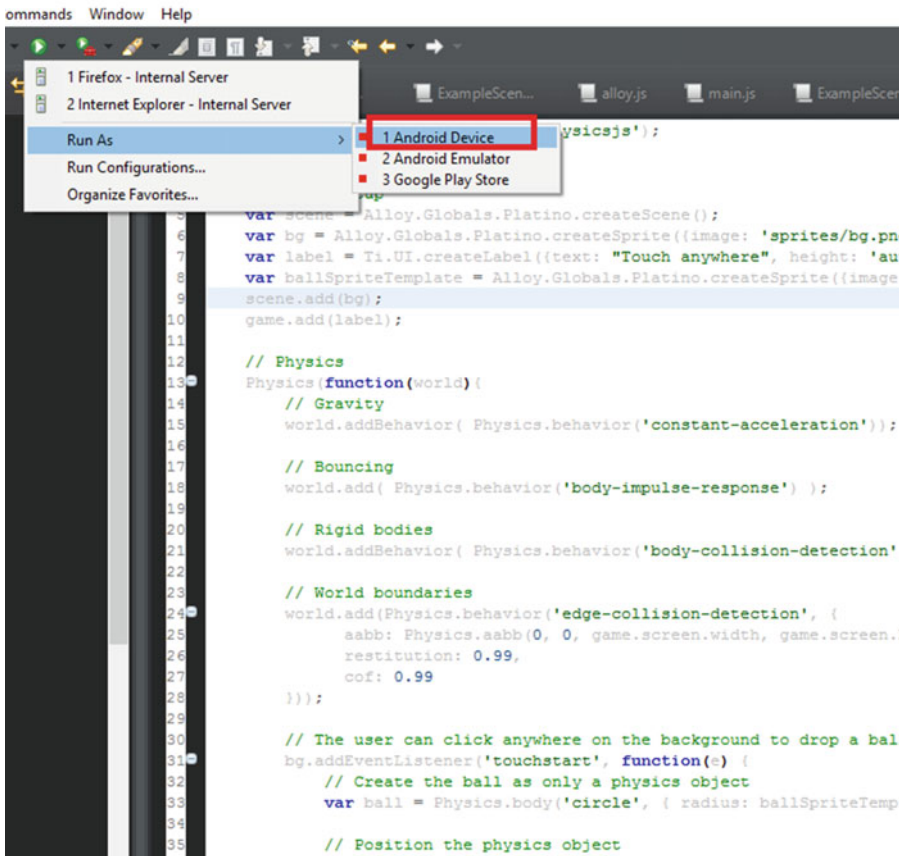 ommands Window Help
1 Firefox - Internal Server
2 Internet Explorer - Internal Server
Run As
Run Configurations...
Organize Favorites...
1 Android Device
2 Android Emulator
3 Google Play Store
ExampleScen...
alloy.js
main.js
ExampleScen
ysicsjs');
up
5 var scene = Alloy.Globals.Platino.createScene();
6 var bg = Alloy.Globals.Platino.createSprite({image: 'sprites/bg.pn
7 var label = Ti.UI.createLabel({text: "Touch anywhere", height: 'au
8 var ballSpriteTemplate = Alloy.Globals.Platino.createSprite({image
9 scene.add(bg);
10 game.add(label);
11
12 // Physics
13 Physics(function(world){
14 // Gravity
15 world.addBehavior( Physics.behavior('constant-acceleration'));
16
17 // Bouncing
18 world.add( Physics.behavior('body-impulse-response') );
19
20 // Rigid bodies
21 world.addBehavior( Physics.behavior('body-collision-detection'
22
23 // World boundaries
24 world.add(Physics.behavior('edge-collision-detection', {
25 aabb: Physics.aabb(0, 0, game.screen.width, game.screen.
26 restitution: 0.99,
27 cof: 0.99
28 }));
29
30 // The user can click anywhere on the background to drop a bal
31 bg.addEventListener('touchstart', function(e) {
32 // Create the ball as only a physics object
33 var ball = Physics.body('circle', { radius: ballSpriteTemp
34
35 // Position the physics object